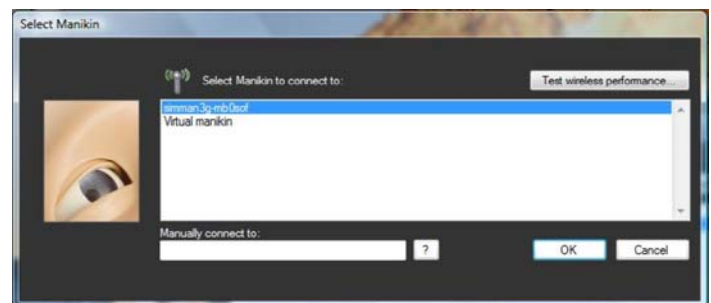 Select Manikin
Select Manikin to connect to:
Test wireless performance...
simman3g-mb0sof
Virtual manikin
Manually connect to:
?
OK
Cancel